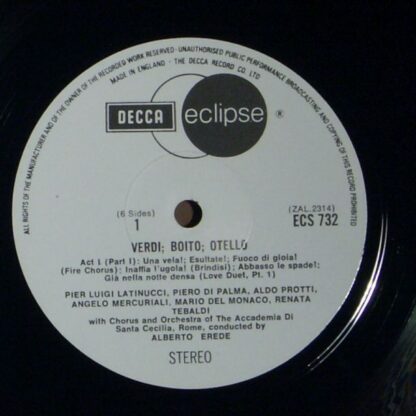 ALL RIGHTS OF THE MANUFACTURER AND OF THE OWNER OF THE RECORDED WORK RESERVED · UNAUTHORISED PUBLIC PERFORMANCE BROADCASTING AND COPYING OF THIS RECORD PROHIBITED
MADE IN ENGLAND · THE DECCA RECORD CO. LTD
DECCA eclipse ®
(6 Sides) (ZAL.2314)
1 ECS 732
VERDI; BOITO; OTELLO
Act 1 (Part 1): Una vela!; Esultate!; Fuoco di gioia!
(Fire Chorus); Inaffia l'ugola! (Brindisi); Abbasso le spade!;
Già nella notte densa (Love Duet, Pt. 1)
PIER LUIGI LATINUCCI, PIERO DI PALMA, ALDO PROTTI,
ANGELO MERCURIALI, MARIO DEL MONACO, RENATA
TEBALDI
with Chorus and Orchestra of The Accademia Di
Santa Cecilia, Rome, conducted by
ALBERTO EREDE
STEREO